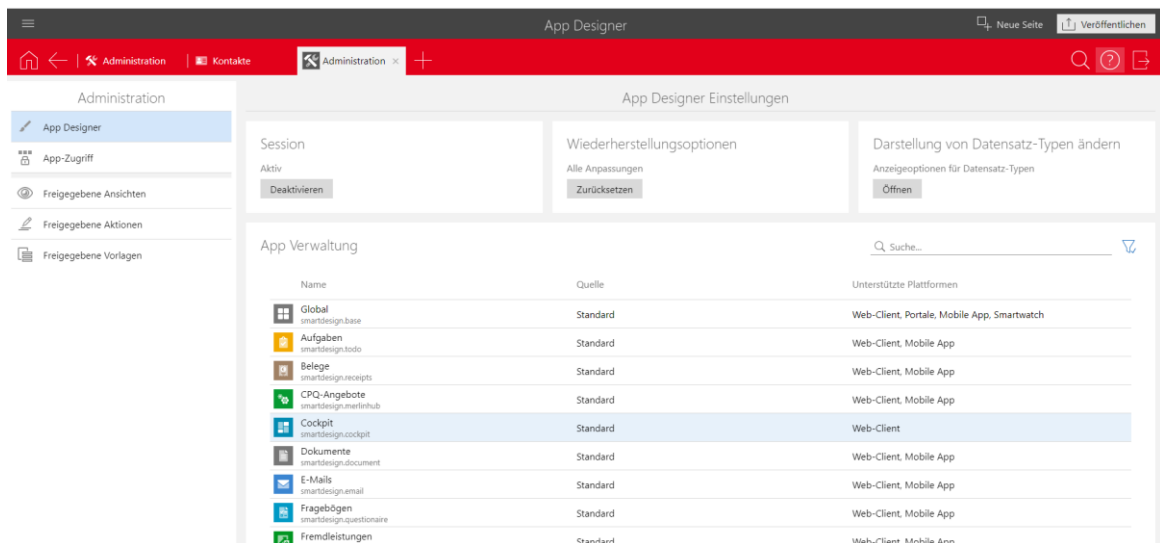 App Designer
Neue Seite
Veröffentlichen
Administration
Kontakte
Administration
Administration
App Designer
App-Zugriff
Freigegebene Ansichten
Freigegebene Aktionen
Freigegebene Vorlagen
App Designer Einstellungen
Session
Aktiv
Deaktivieren
Wiederherstellungsoptionen
Alle Anpassungen
Zurücksetzen
Darstellung von Datensatz-Typen ändern
Anzeigeoptionen für Datensatz-Typen
Öffnen
App Verwaltung
Suche...
Name Quelle Unterstützte Plattformen
Global
smartdesign.base
Standard
Web-Client, Portale, Mobile App, Smartwatch
Aufgaben
smartdesign.todo
Standard
Web-Client, Mobile App
Belege
smartdesign.receipts
Standard
Web-Client, Mobile App
CPQ-Angebote
smartdesign.merlinhub
Standard
Web-Client, Mobile App
Cockpit
smartdesign.cockpit
Standard
Web-Client
Dokumente
smartdesign.document
Standard
Web-Client, Mobile App
E-Mails
smartdesign.email
Standard
Web-Client, Mobile App
Fragebögen
smartdesign.questionaire
Standard
Web-Client, Mobile App
Fremdleistungen
Standard
Web-Client, Mobile App